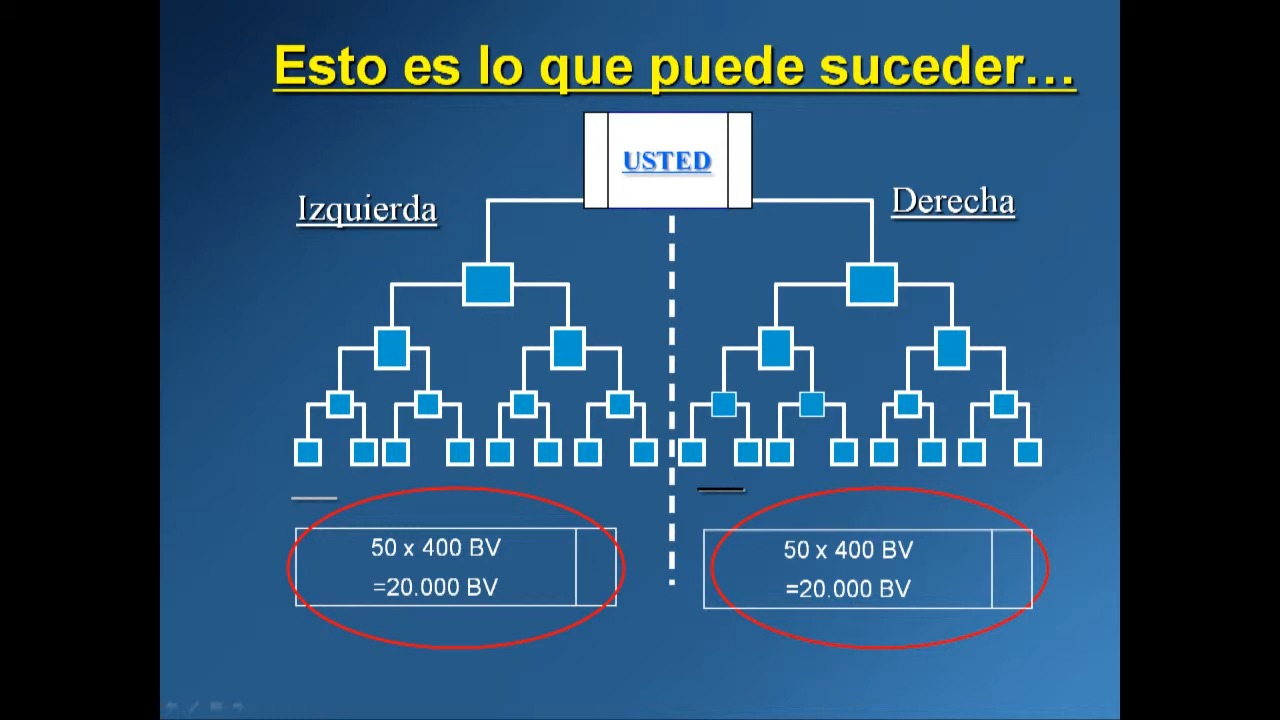 Esto es lo que puede suceder…
USTED
Izquierda
Derecha
50 x 400 BV
=20.000 BV
50 x 400 BV
=20.000 BV